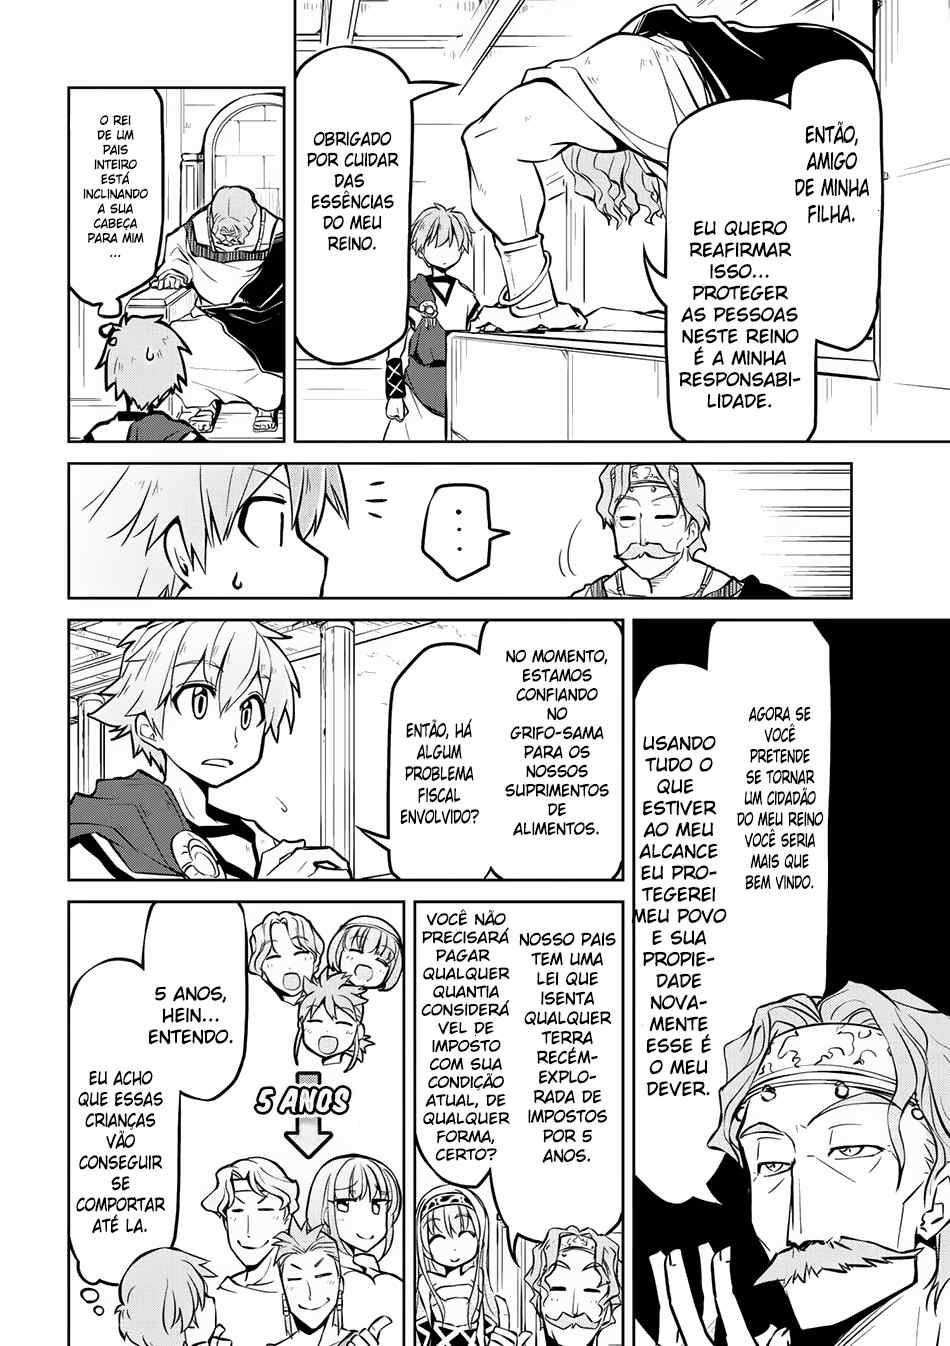 ENTÃO,
AMIGO
DE MINHA
FILHA.
EU QUERO
REAFIRMAR
ISSO...
PROTEGER
AS PESSOAS
NESTE REINO
É A MINHA
RESPONSABI-
LIDADE.
OBRIGADO
POR CUIDAR
DAS
ESSÊNCIAS
DO MEU
REINO.
O REI
DE UM
PAIS
INTEIRO
ESTÁ
INCLINANDO
A SUA
CABEÇA
PARA MIM
...
...
AGORA SE
VOCÊ
PRETENDE
SE TORNAR
UM CIDADÃO
DO MEU REINO
VOCÊ SERIA
MAIS QUE
BEM VINDO.
USANDO
TUDO O
QUE
ESTIVER
AO MEU
ALCANCE
EU PRO-
TEGEREI
MEU POVO
E SUA
PROPIE-
DADE
NOVA-
MENTE
ESSE É
O MEU
DEVER.
NO MOMENTO,
ESTAMOS
CONFIANDO
NO
GRIFO-SAMA
PARA OS
NOSSOS
SUPRIMENTOS
DE
ALIMENTOS.
ENTÃO, HÁ
ALGUM
PROBLEMA
FISCAL
ENVOLVIDO?
NOSSO PAIS
TEM UMA
LEI QUE
ISENTA
QUALQUER
TERRA
RECÉM-
EXPLO-
RADA DE
IMPOSTOS
POR 5
ANOS.
VOCÊ NÃO
PRECISARÁ
PAGAR
QUALQUER
QUANTIA
CONSIDERÁ
VEL DE
IMPOSTO
COM SUA
CONDIÇÃO
ATUAL, DE
QUALQUER
FORMA,
CERTO?
5 ANOS,
HEIN...
ENTENDO.
5 ANOS
EU ACHO
QUE ESSAS
CRIANÇAS
VÃO
CONSEGUIR
SE
COMPORTAR
ATÉ LA.